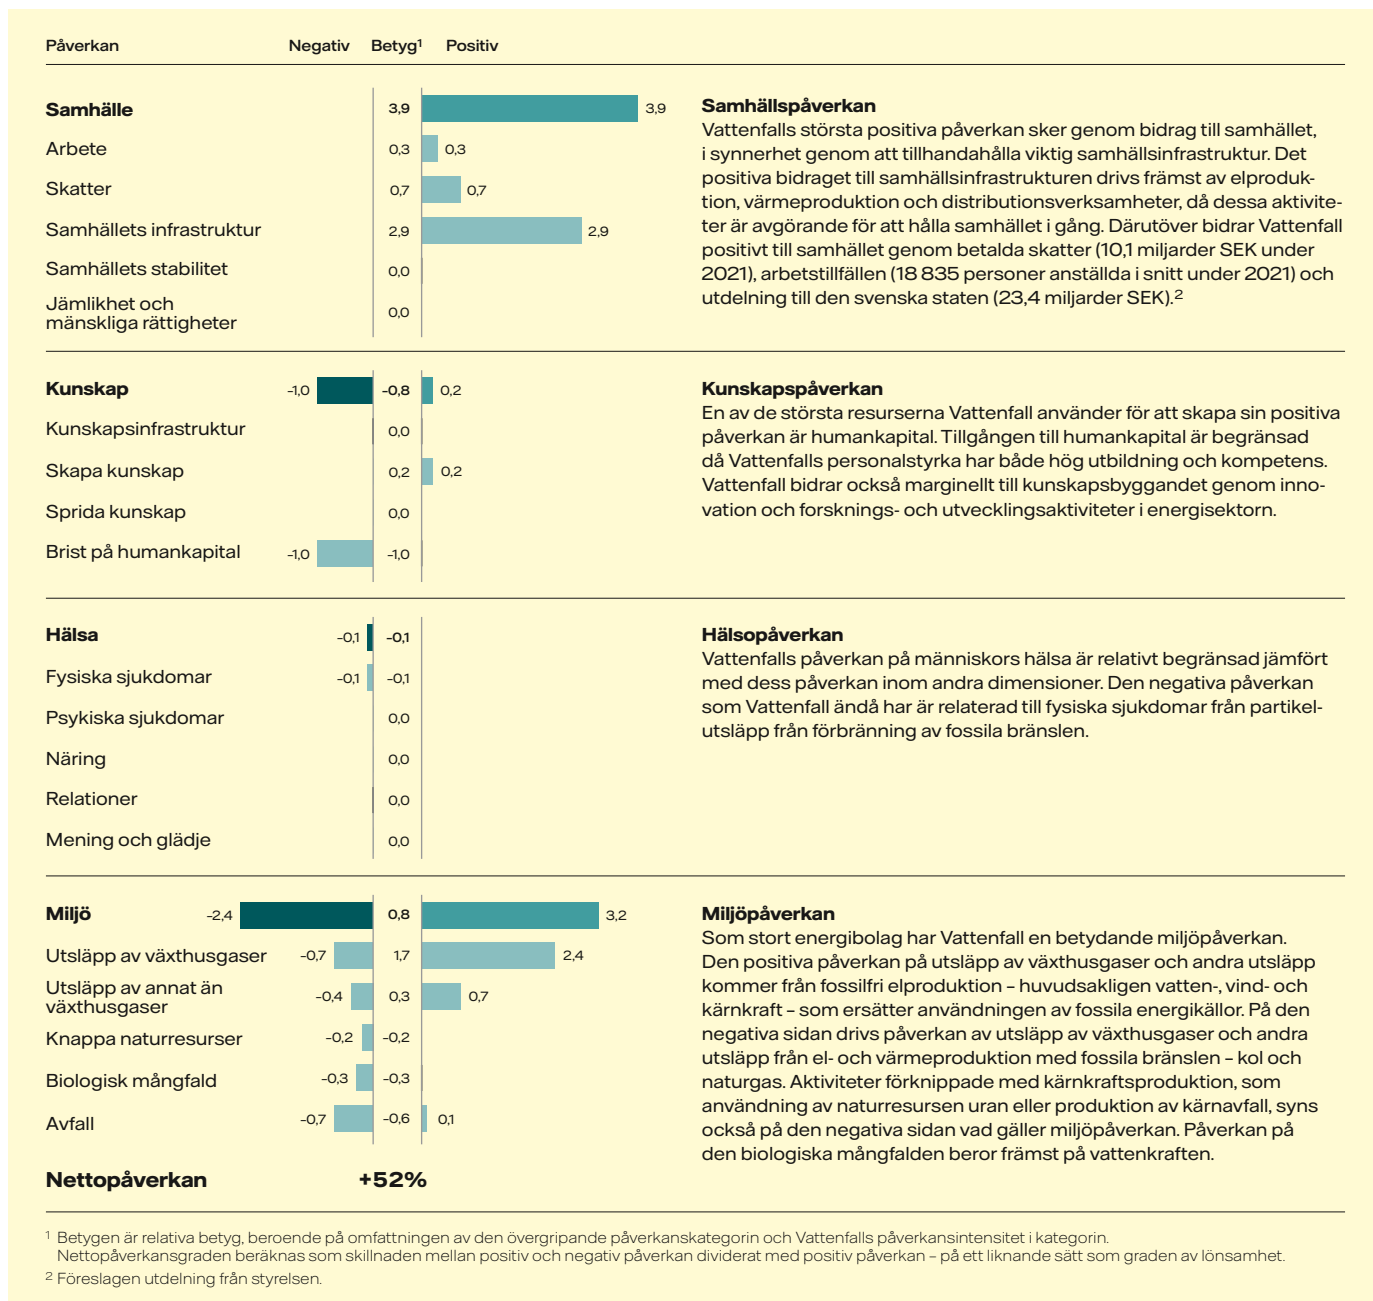 Påverkan Negativ Betyg1 Positiv
Samhälle 3,9 3,9
Arbete 0,3 0,3
Skatter 0,7 0,7
Samhällets infrastruktur 2,9 2,9
Samhällets stabilitet 0,0
Jämlikhet och
mänskliga rättigheter 0,0
Samhällspåverkan
Vattenfalls största positiva påverkan sker genom bidrag till samhället,
i synnerhet genom att tillhandahålla viktig samhällsinfrastruktur. Det
positiva bidraget till samhällsinfrastrukturen drivs främst av elproduk-
tion, värmeproduktion och distributionsverksamheter, då dessa aktivite-
ter är avgörande för att hålla samhället i gång. Därutöver bidrar Vattenfall
positivt till samhället genom betalda skatter (10,1 miljarder SEK under
2021), arbetstillfällen (18 835 personer anställda i snitt under 2021) och
utdelning till den svenska staten (23,4 miljarder SEK).2
Kunskap -1,0 -0,8 0,2
Kunskapsinfrastruktur 0,0
Skapa kunskap 0,2 0,2
Sprida kunskap 0,0
Brist på humankapital -1,0 -1,0
Kunskapspåverkan
En av de största resurserna Vattenfall använder för att skapa sin positiva
påverkan är humankapital. Tillgången till humankapital är begränsad
då Vattenfalls personalstyrka har både hög utbildning och kompetens.
Vattenfall bidrar också marginellt till kunskapsbyggandet genom inno-
vation och forsknings- och utvecklingsaktiviteter i energisektorn.
Hälsa -0,1 -0,1
Fysiska sjukdomar -0,1 -0,1
Psykiska sjukdomar 0,0
Näring 0,0
Relationer 0,0
Mening och glädje 0,0
Hälsopåverkan
Vattenfalls påverkan på människors hälsa är relativt begränsad jämfört
med dess påverkan inom andra dimensioner. Den negativa påverkan
som Vattenfall ändå har är relaterad till fysiska sjukdomar från partikel-
utsläpp från förbränning av fossila bränslen.
Miljö -2,4 0,8 3,2
Utsläpp av växthusgaser -0,7 1,7 2,4
Utsläpp av annat än
växthusgaser -0,4 0,3 0,7
Knappa naturresurser -0,2 -0,2
Biologisk mångfald -0,3 -0,3
Avfall -0,7 -0,6 0,1
Miljöpåverkan
Som stort energibolag har Vattenfall en betydande miljöpåverkan.
Den positiva påverkan på utsläpp av växthusgaser och andra utsläpp
kommer från fossilfri elproduktion – huvudsakligen vatten-, vind- och
kärnkraft – som ersätter användningen av fossila energikällor. På den
negativa sidan drivs påverkan av utsläpp av växthusgaser och andra
utsläpp från el- och värmeproduktion med fossila bränslen – kol och
naturgas. Aktiviteter förknippade med kärnkraftsproduktion, som
användning av naturresursen uran eller produktion av kärnavfall, syns
också på den negativa sidan vad gäller miljöpåverkan. Påverkan på
den biologiska mångfalden beror främst på vattenkraften.
Nettopåverkan +52%
1 Betygen är relativa betyg, beroende på omfattningen av den övergripande påverkanskategorin och Vattenfalls påverkansintensitet i kategorin.
Nettopåverkansgraden beräknas som skillnaden mellan positiv och negativ påverkan dividerat med positiv påverkan – på ett liknande sätt som graden av lönsamhet.
2 Föreslagen utdelning från styrelsen.